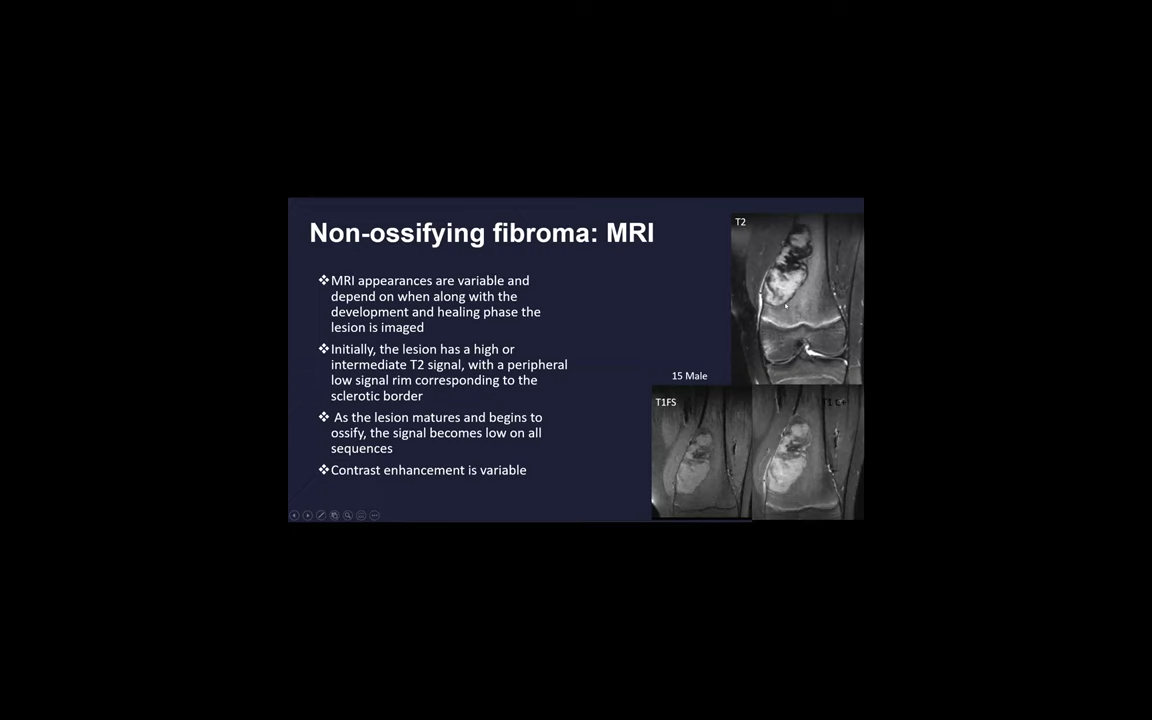 Non-ossifying fibroma: MRI
❖MRI appearances are variable and
depend on when along with the
development and healing phase the
lesion is imaged
❖Initially, the lesion has a high or
intermediate T2 signal, with a peripheral
low signal rim corresponding to the
sclerotic border
❖ As the lesion matures and begins to
ossify, the signal becomes low on all
sequences
❖Contrast enhancement is variable
T2
15 Male
T1FS
T1 C+